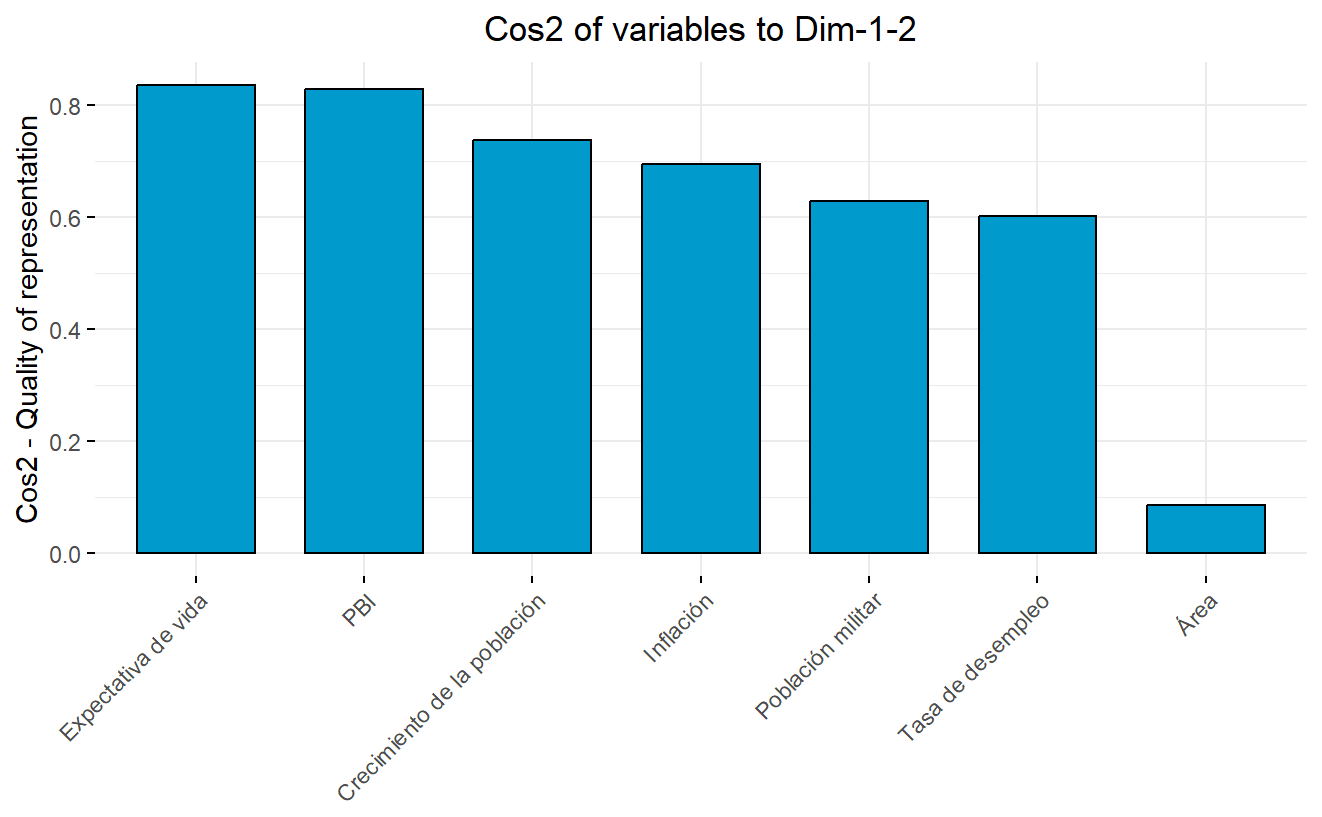 Cos2 of variables to Dim-1-2
Cos2 - Quality of representation
0.8
0.6
0.4
0.2
0.0
Expectativa de vida
PBI
Crecimiento de la población
Inflación
Población militar
Tasa de desempleo
Área